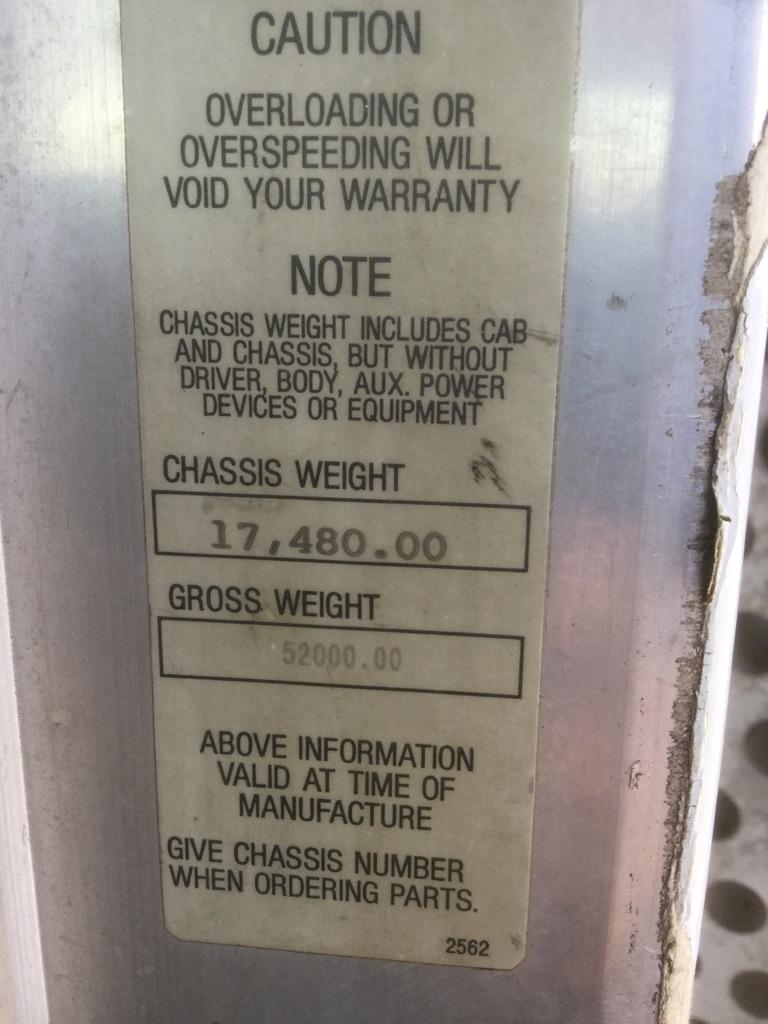 CAUTION
OVERLOADING OR
OVERSPEEDING WILL
VOID YOUR WARRANTY
NOTE
CHASSIS WEIGHT INCLUDES CAB
AND CHASSIS, BUT WITHOUT
DRIVER, BODY, AUX. POWER
DEVICES OR EQUIPMENT
CHASSIS WEIGHT
17,480.00
GROSS WEIGHT
52000.00
ABOVE INFORMATION
VALID AT TIME OF
MANUFACTURE
GIVE CHASSIS NUMBER
WHEN ORDERING PARTS.
2562